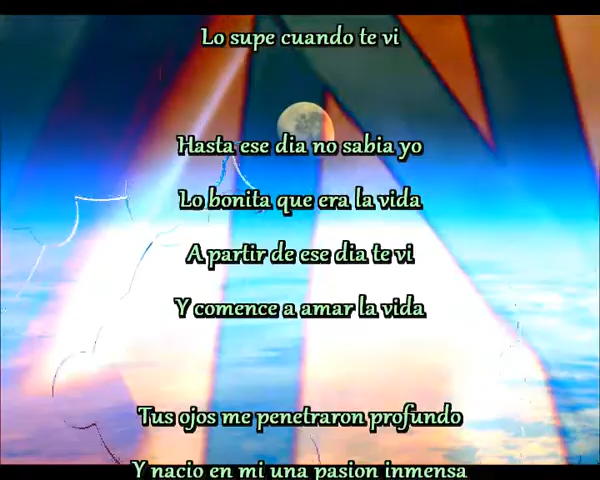 Lo supe cuando te vi
Hasta ese dia no sabia yo
Lo bonita que era la vida
A partir de ese dia te vi
Y comence a amar la vida
Tus ojos me penetraron profundo
Y nacio en mi una pasion inmensa